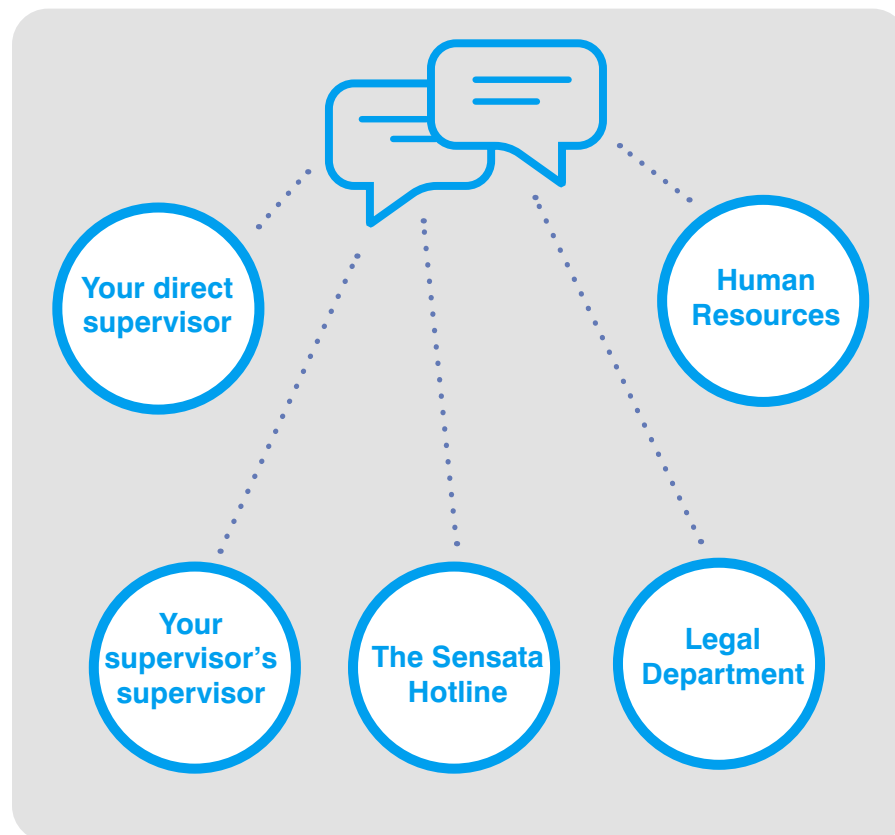 Your direct
supervisor
Human
Resources
Your
supervisor’s
supervisor
The Sensata
Hotline
Legal
Department